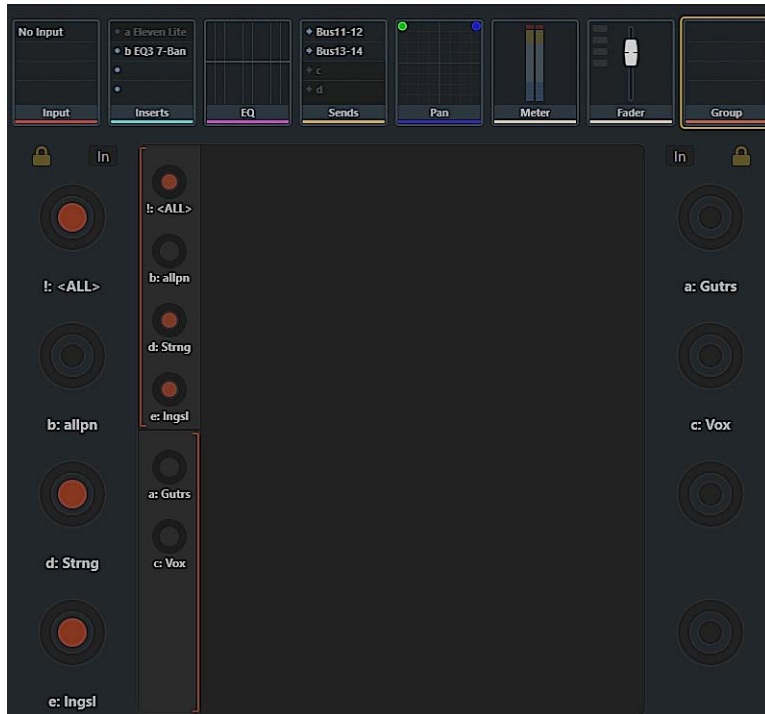 No Input
a Eleven Lite
b EQ3 7-Ban
Bus11-12
Bus13-14
c
d
Input
Inserts
EQ
Sends
Pan
Meter
Fader
Group
In
In
!: <ALL>
b: allpn
d: Strng
e: Ingsl
!: <ALL>
b: allpn
d: Strng
e: Ingsl
a: Gutrs
c: Vox
a: Gutrs
c: Vox